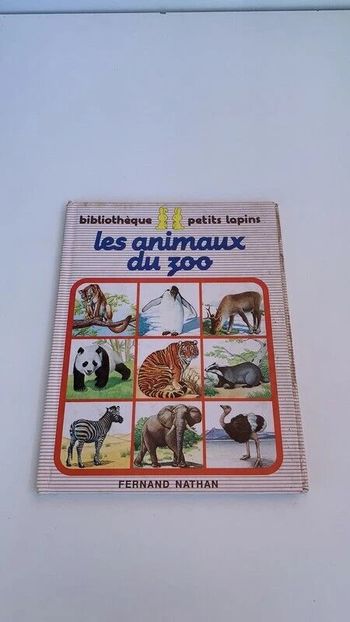 bibliothèque petits lapins
les animaux
du zoo
FERNAND NATHAN